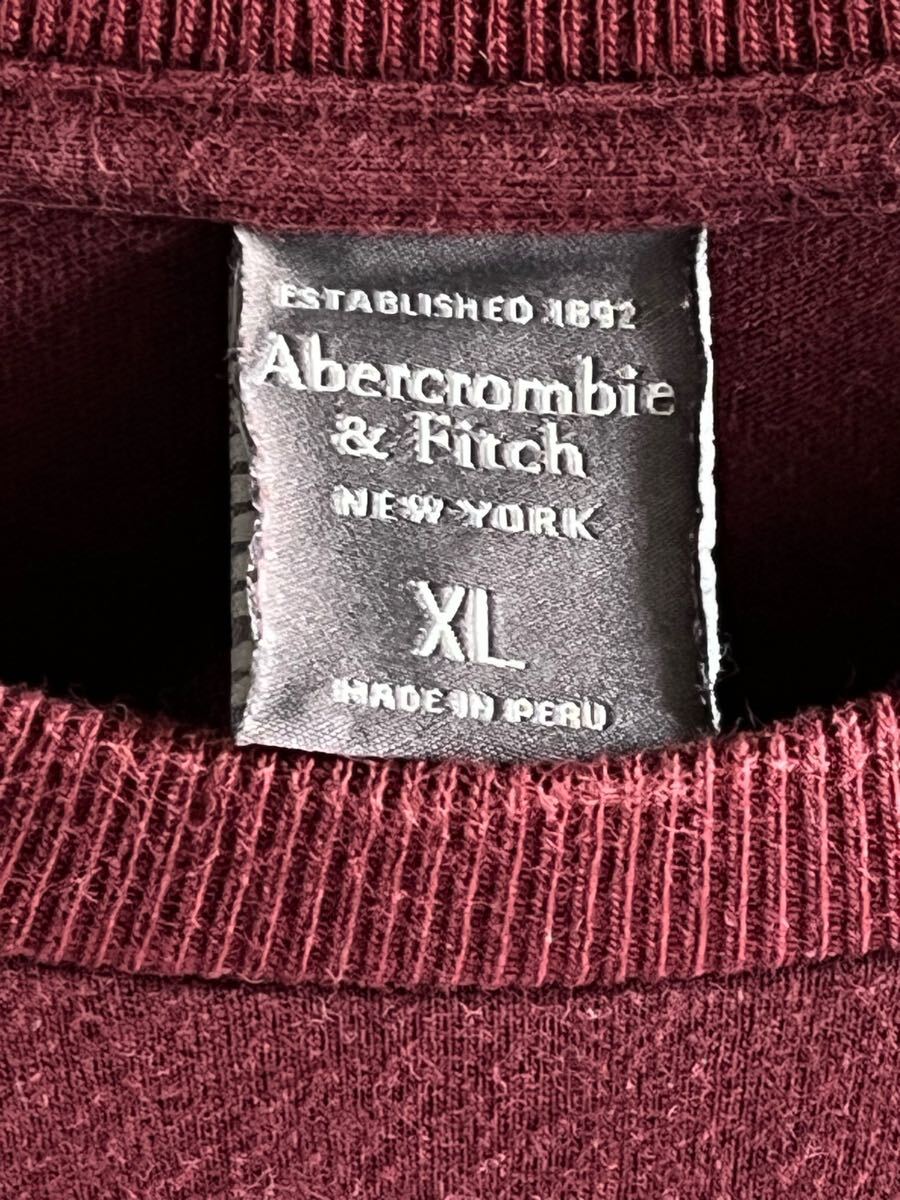 ESTABLISHED 1892
Abercrombie
& Fitch
NEW YORK
XL
MADE IN PERU